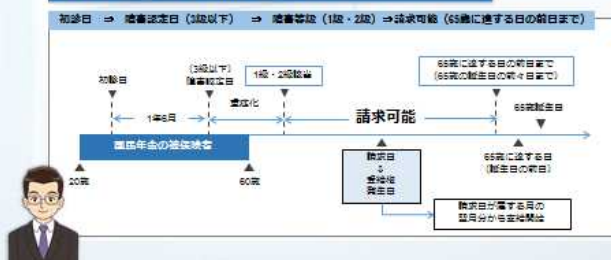 初診日 ⇒ 障害認定日（3級以下） ⇒ 障害等級（1級・2級）⇒請求可能（65歳に達する日の前日まで）
65歳に達する日の前日まで
（65歳の誕生日の前々日まで）
（3級以下）
初診日
障害認定日
1級・2級該当
重症化
65歳誕生日
1年6月
請求可能
国民年金の被保険者
20歳
60歳
請求日
&
受給権
発生日
65歳に達する日
（誕生日の前日）
請求日が属する月の
翌月分から支給開始